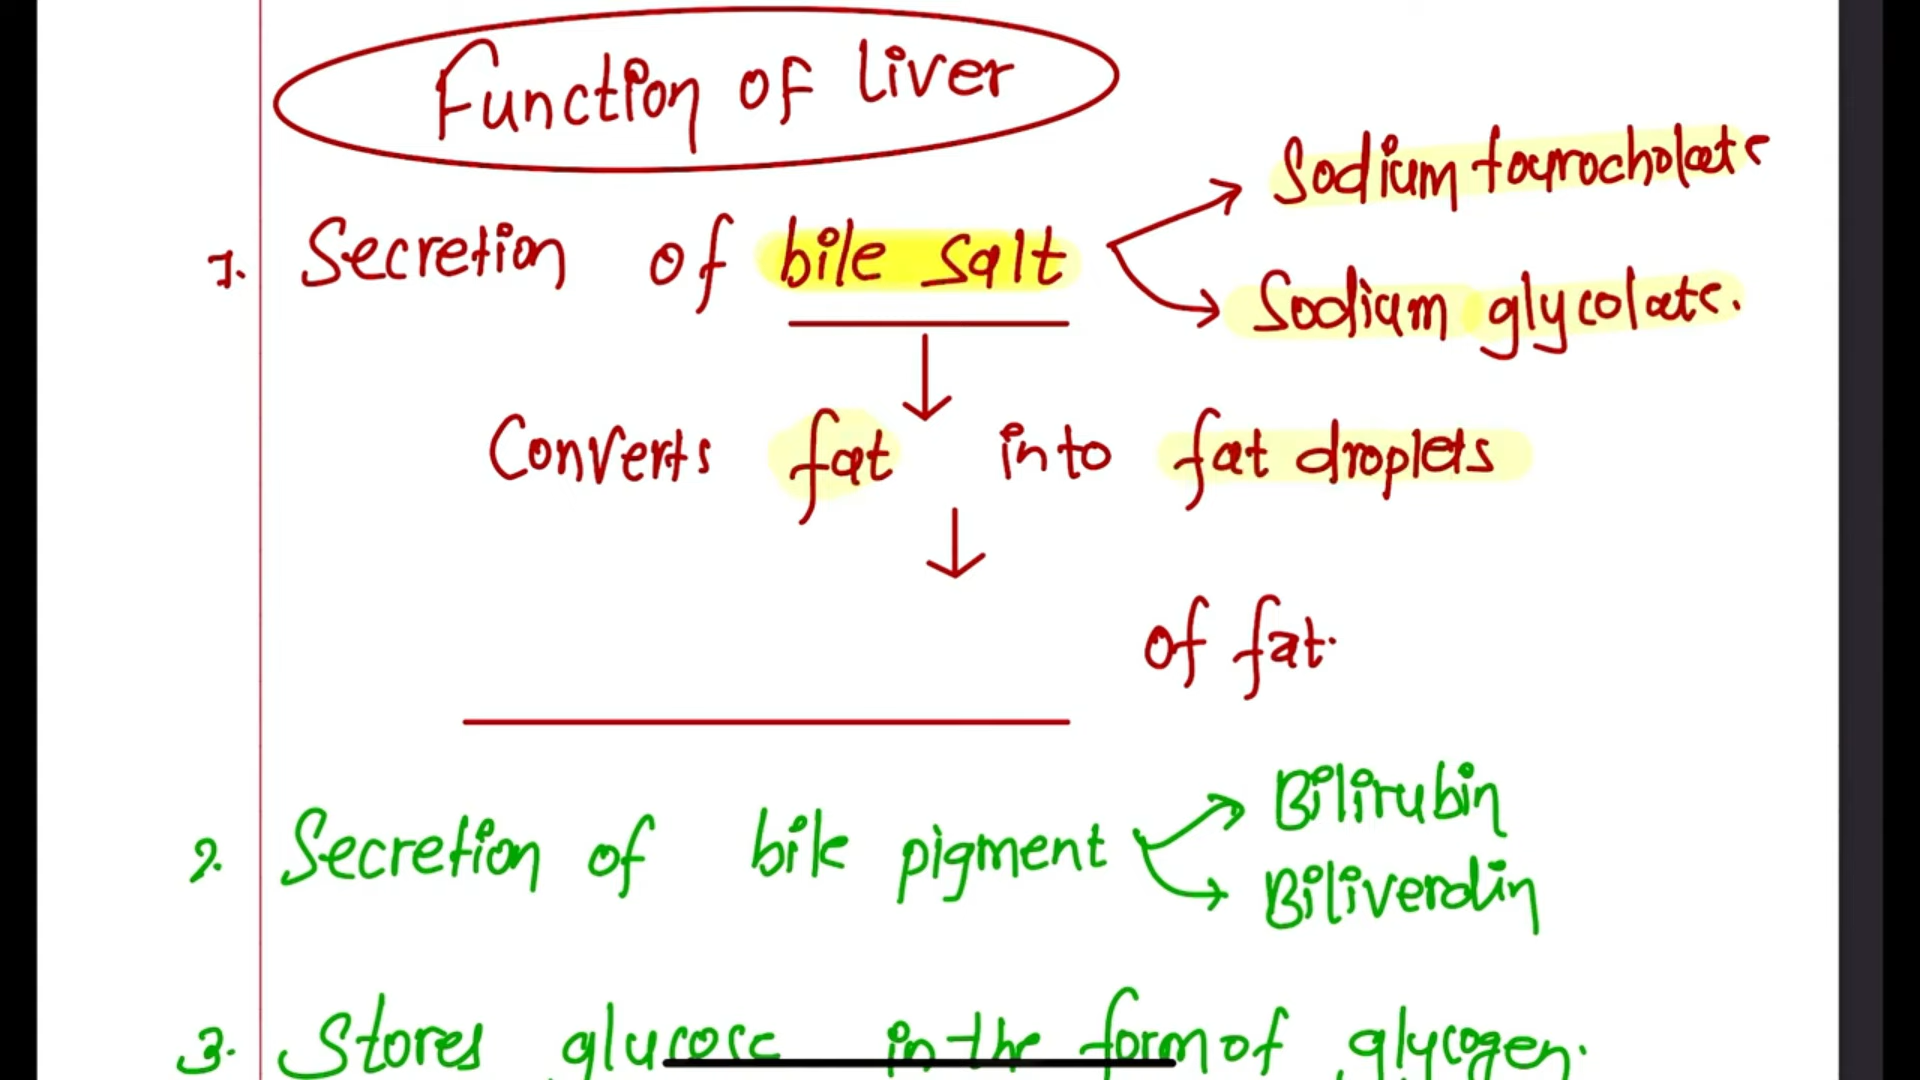 Function of liver
Sodium taurocholate
1. Secretion of bile salt
Sodium glycolate.
Converts fat into fat droplets
of fat.
Bilirubin
2. Secretion of bile pigment
Biliverdin
3. Stores glucose in the form of glycogen.